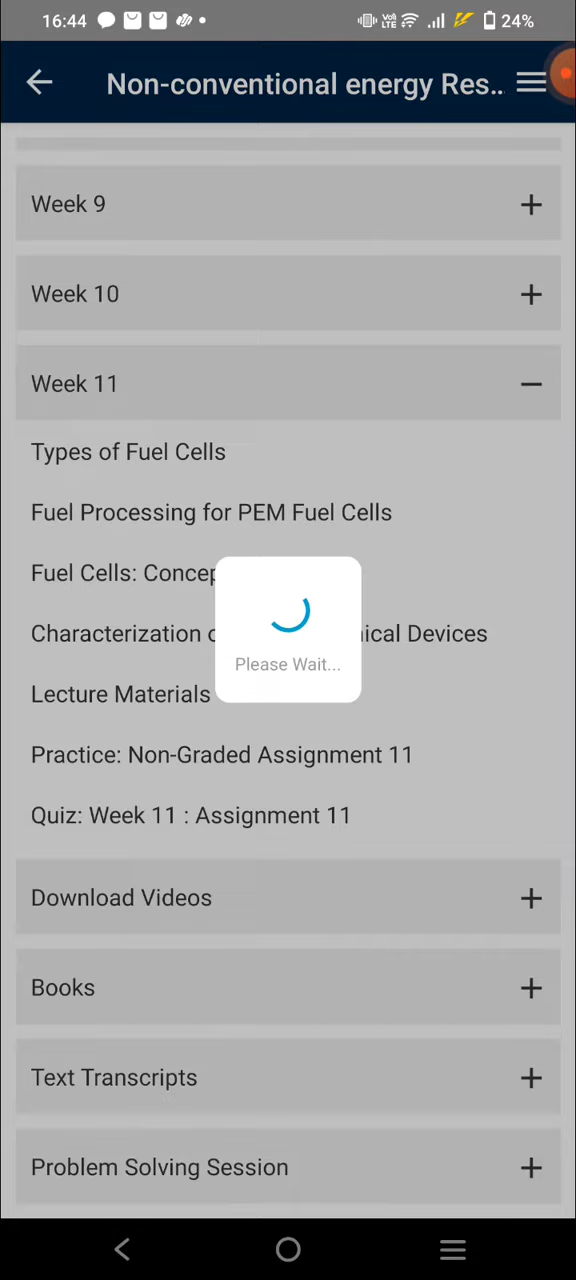 16:44
Vo)
LTE
24%
Non-conventional energy Res..
Week 9
Week 10
Week 11
Types of Fuel Cells
Fuel Processing for PEM Fuel Cells
Fuel Cells: Concep
Characterization ical Devices
Please Wait...
Lecture Materials
Practice: Non-Graded Assignment 11
Quiz: Week 11 : Assignment 11
Download Videos
Books
Text Transcripts
Problem Solving Session